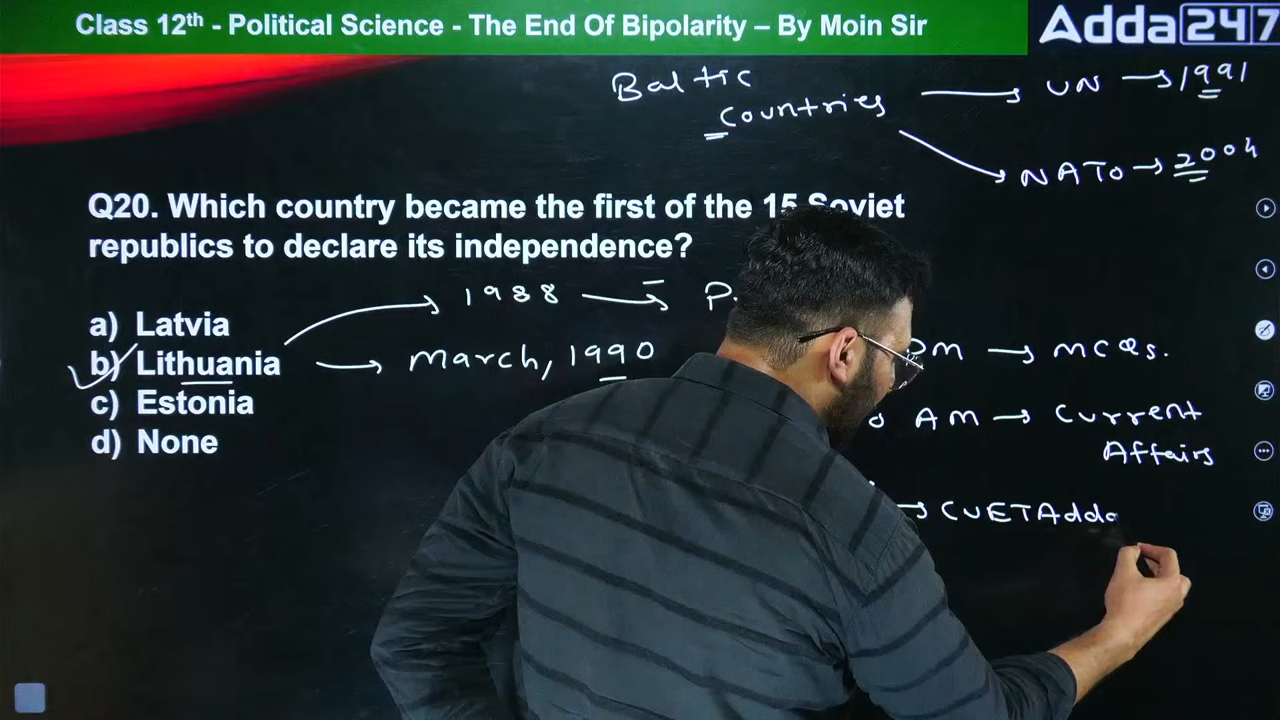 Class 12th - Political Science - The End Of Bipolarity – By Moin Sir
Adda247
Baltic
Countries → UN → 1991
NATO → 2004
Q20. Which country became the first of the 15 Soviet
republics to declare its independence?
1988 →
a) Latvia
b) Lithuania → March, 1990
c) Estonia
d) None
PM → MCQs.
AM → Current
Affairs
→ CUETAdda